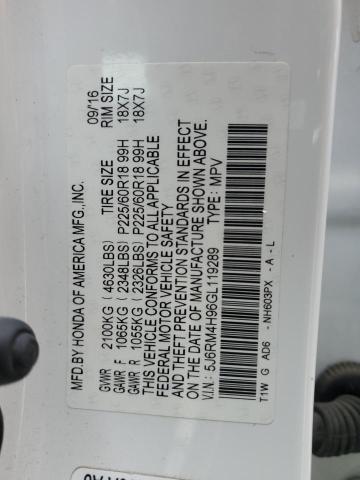 MFD.BY HONDA OF AMERICA MFG.,INC. 09/16
GVWR 2100KG (4630LBS) TIRE SIZE RIM SIZE
GAWR F 1065KG (2348LBS) P225/60R18 99H 18X7J
GAWR R 1055KG (2326LBS) P225/60R18 99H 18X7J
THIS VEHICLE CONFORMS TO ALL APPLICABLE
FEDERAL MOTOR VEHICLE SAFETY
AND THEFT PREVENTION STANDARDS IN EFFECT
ON THE DATE OF MANUFACTURE SHOWN ABOVE.
V.I.N: 5J6RM4H96GL119289 TYPE: MPV
T1W G AD6 -NH603PX -A-L